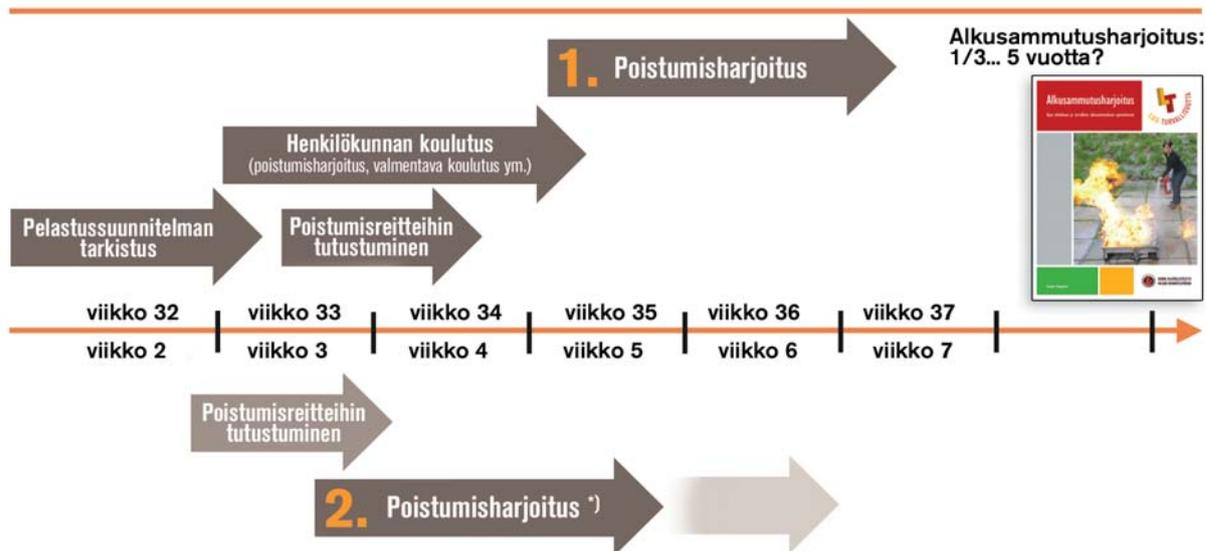 Alkusammutusharjoitus:
1/3... 5 vuotta?
1. Poistumisharjoitus
Alkusammutusharjoitus
Henkilökunnan koulutus
(poistumisharjoitus, valmentava koulutus ym.)
Pelastussuunnitelman
tarkistus
Poistumisreitteihin
tutustuminen
viikko 32
viikko 33
viikko 34
viikko 35
viikko 36
viikko 37
viikko 2
viikko 3
viikko 4
viikko 5
viikko 6
viikko 7
Poistumisreitteihin
tutustuminen
2. Poistumisharjoitus *)